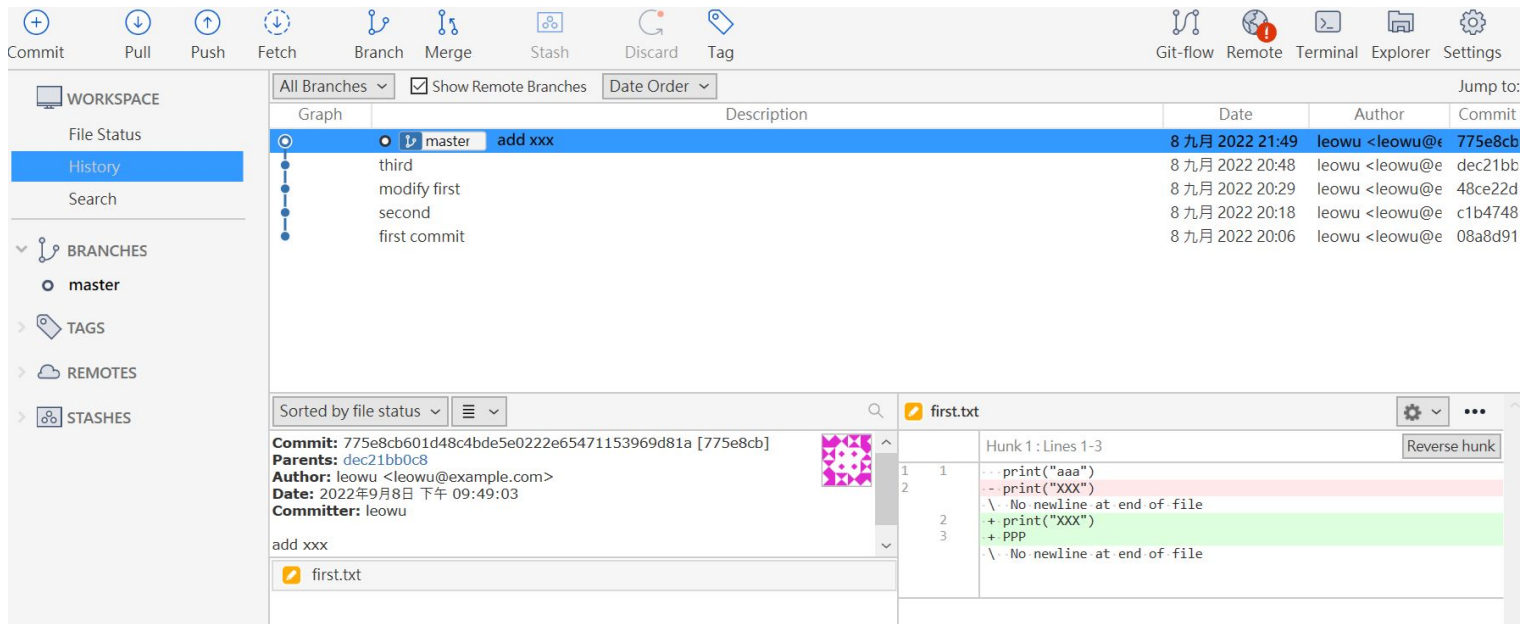 Commit Pull Push Fetch Branch Merge Stash Discard Tag Git-flow Remote Terminal Explorer Settings
WORKSPACE
File Status
History
Search
BRANCHES
master
TAGS
REMOTES
STASHES
All Branches Show Remote Branches Date Order Jump to:
Graph Description Date Author Commit
master add xxx 8 九月 2022 21:49 leowu <leowu@e 775e8cb
third 8 九月 2022 20:48 leowu <leowu@e dec21bb
modify first 8 九月 2022 20:29 leowu <leowu@e 48ce22d
second 8 九月 2022 20:18 leowu <leowu@e c1b4748
first commit 8 九月 2022 20:06 leowu <leowu@e 08a8d91
Sorted by file status
Commit: 775e8cb601d48c4bde5e0222e65471153969d81a [775e8cb]
Parents: dec21bb0c8
Author: leowu <leowu@example.com>
Date: 2022年9月8日 下午 09:49:03
Committer: leowu
add xxx
first.txt
first.txt
Hunk 1 : Lines 1-3 Reverse hunk
1 1 print("aaa")
2 - print("XXX")
\ No newline at end of file
2 + print("XXX")
3 + PPP
\ No newline at end of file